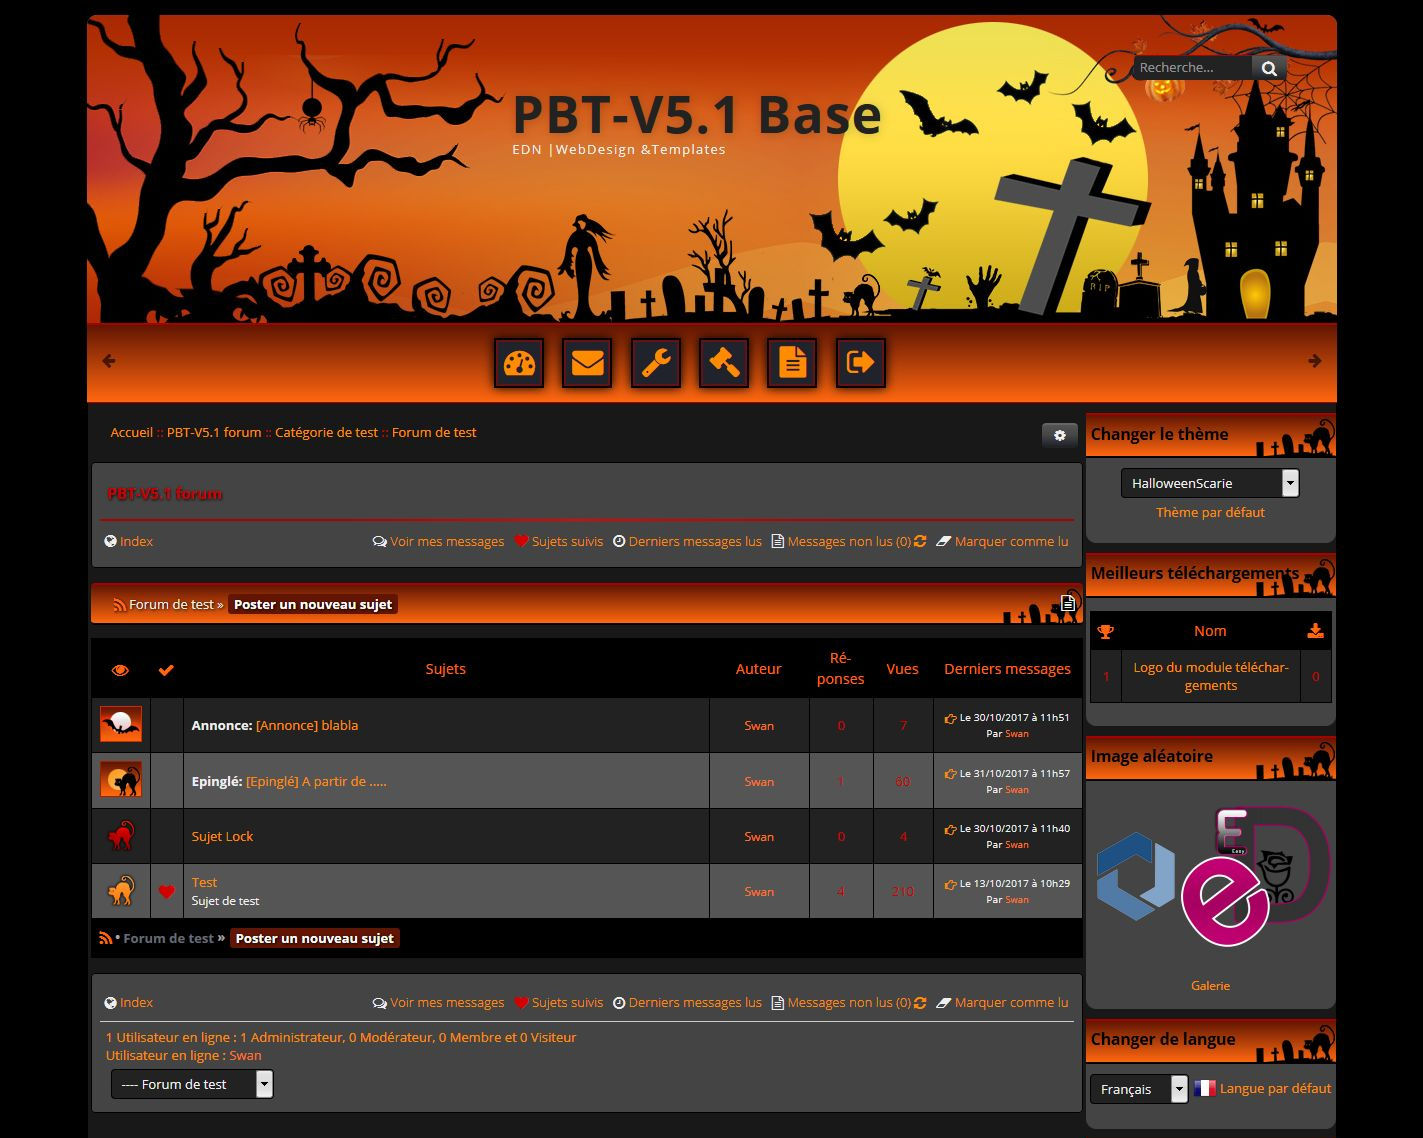 Recherche...
PBT-V5.1 Base
EDN |WebDesign &Templates
RIP
Accueil :: PBT-V5.1 forum :: Catégorie de test :: Forum de test
PBT-V5.1 forum
Index
Voir mes messages Sujets suivis Derniers messages lus Messages non lus (0) Marquer comme lu
Forum de test » Poster un nouveau sujet
Sujets Auteur Ré-
ponses Vues Derniers messages
Annonce: [Annonce] blabla Swan 0 7 Le 30/10/2017 à 11h51
Par Swan
Epinglé: [Epinglé] A partir de ..... Swan 1 60 Le 31/10/2017 à 11h57
Par Swan
Sujet Lock Swan 0 4 Le 30/10/2017 à 11h40
Par Swan
Test Swan 4 210 Le 13/10/2017 à 10h29
Sujet de test Par Swan
• Forum de test » Poster un nouveau sujet
Index
Voir mes messages Sujets suivis Derniers messages lus Messages non lus (0) Marquer comme lu
1 Utilisateur en ligne : 1 Administrateur, 0 Modérateur, 0 Membre et 0 Visiteur
Utilisateur en ligne : Swan
---- Forum de test
Changer le thème
HalloweenScarie
Thème par défaut
Meilleurs téléchargements
Nom
1 Logo du module téléchar-
gements 0
Image aléatoire
E
Easy
D
e
Galerie
Changer de langue
Français Langue par défaut